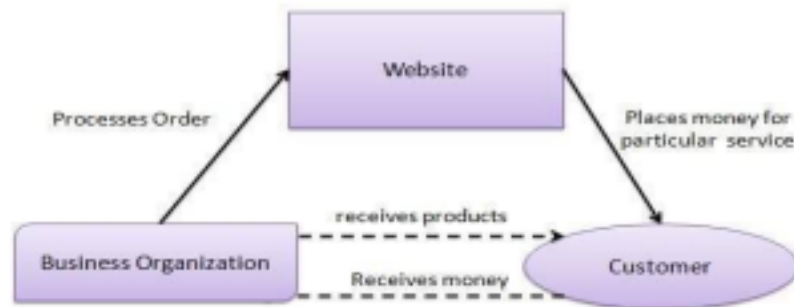 Website
Processes Order
Places money for
particular service
receives products
Business Organization
Receives money
Customer